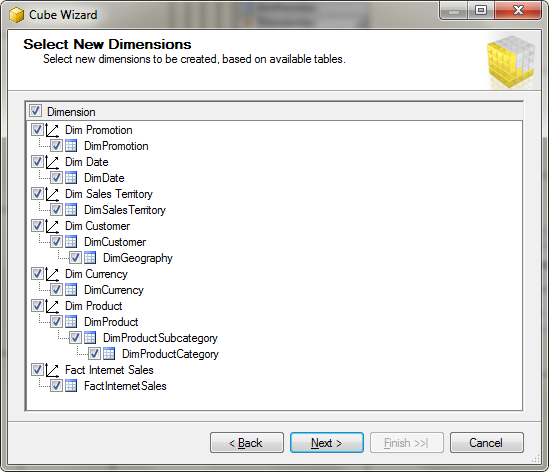 Cube Wizard
Select New Dimensions
Select new dimensions to be created, based on available tables.
Dimension
Dim Promotion
DimPromotion
Dim Date
DimDate
Dim Sales Territory
DimSalesTerritory
Dim Customer
DimCustomer
DimGeography
Dim Currency
DimCurrency
Dim Product
DimProduct
DimProductSubcategory
DimProductCategory
Fact Internet Sales
FactInternetSales
< Back
Next >
Finish >>|
Cancel